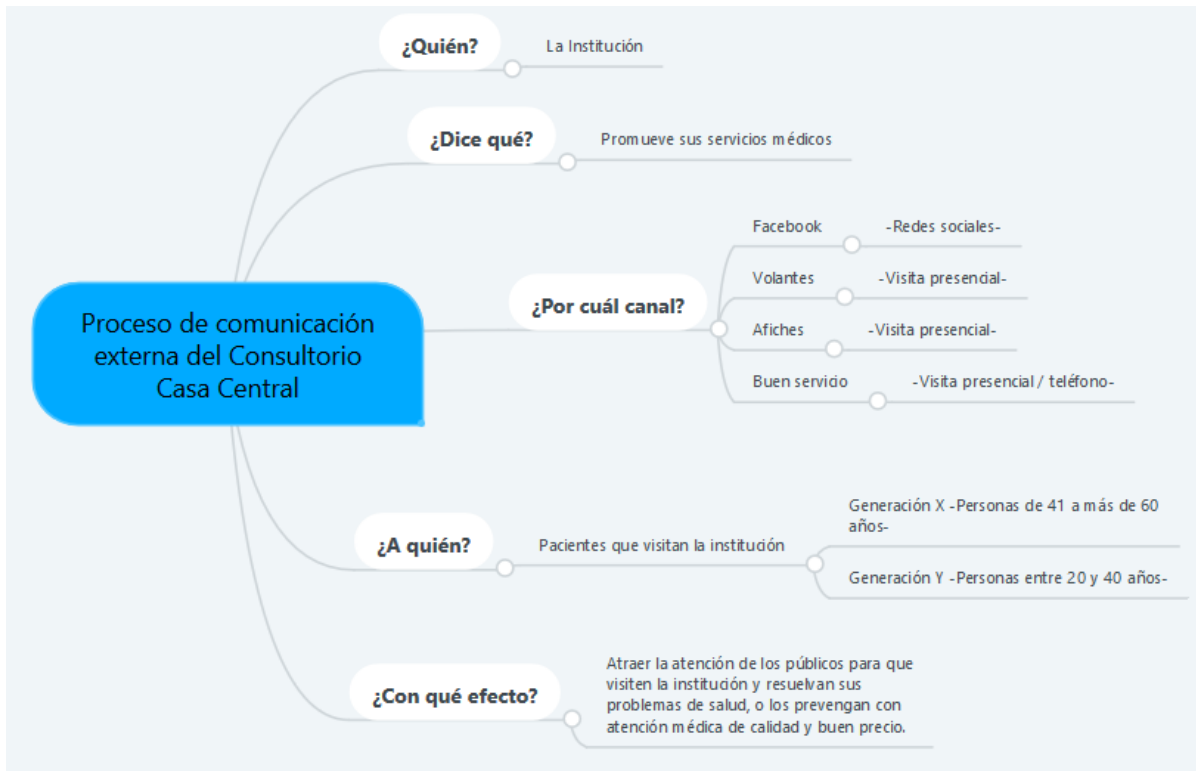 ¿Quién?
La Institución
¿Dice qué?
Promueve sus servicios médicos
Proceso de comunicación
externa del Consultorio
Casa Central
¿Por cuál canal?
Facebook
-Redes sociales-
Volantes
-Visita presencial-
Afiches
-Visita presencial-
Buen servicio
-Visita presencial / teléfono-
¿A quién?
Pacientes que visitan la institución
Generación X -Personas de 41 a más de 60
años-
Generación Y -Personas entre 20 y 40 años-
¿Con qué efecto?
Atraer la atención de los públicos para que
visiten la institución y resuelvan sus
problemas de salud, o los prevengan con
atención médica de calidad y buen precio.